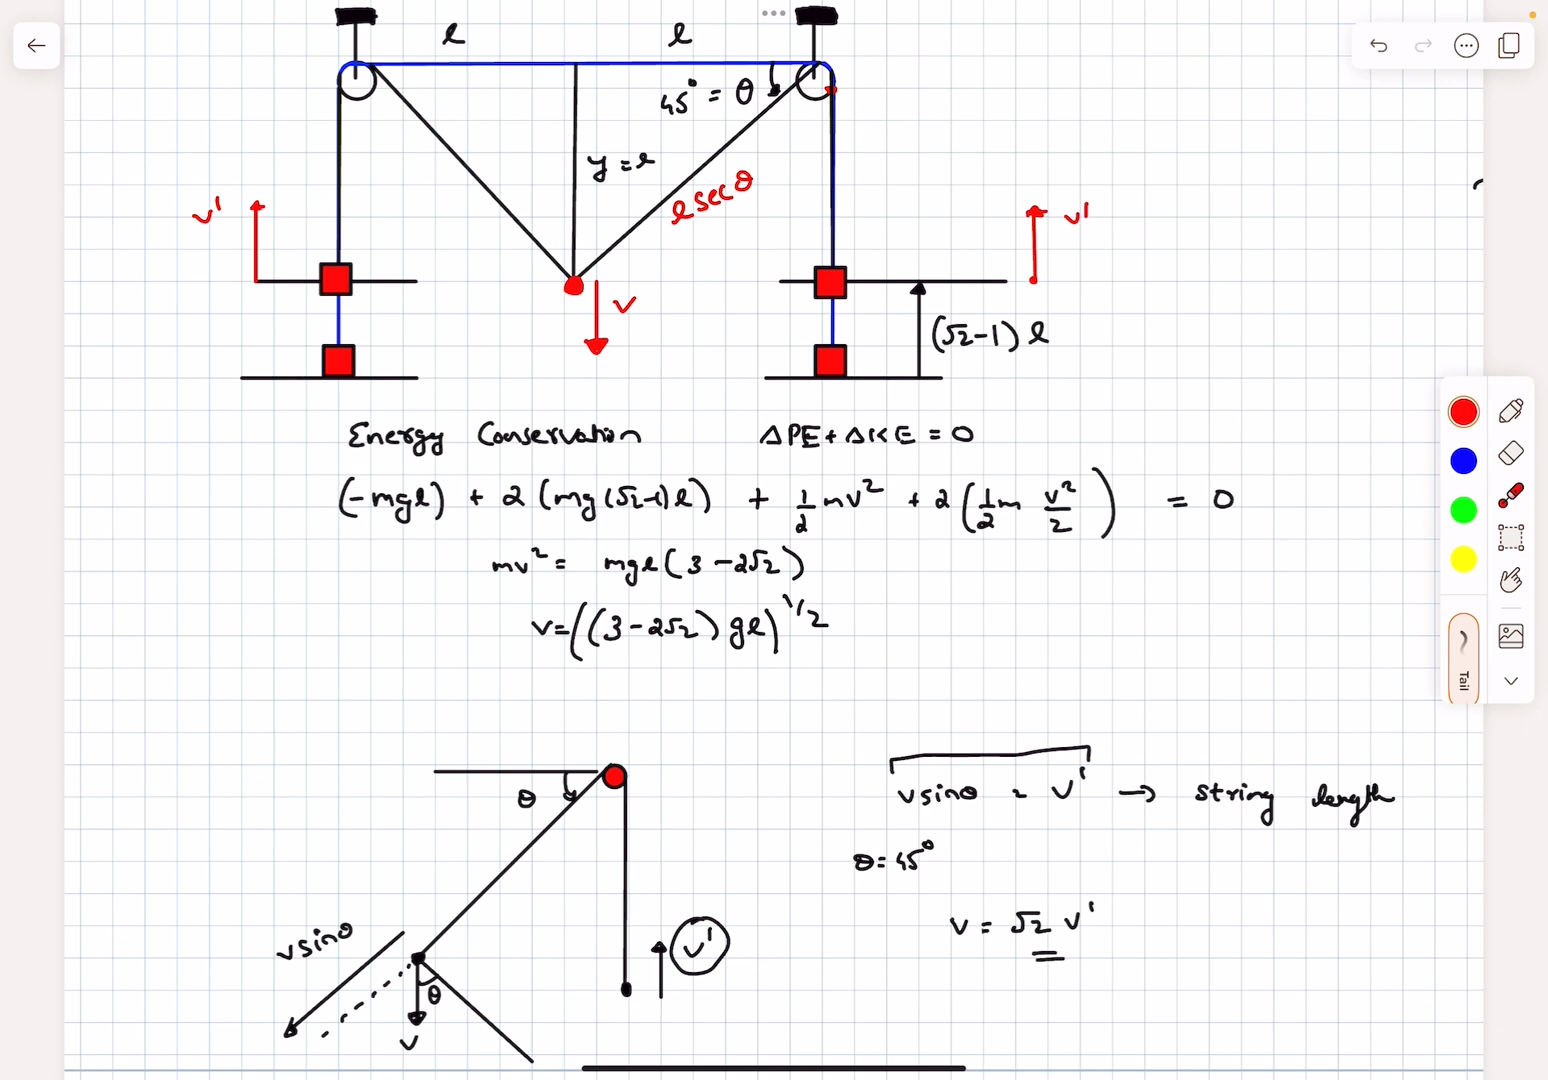 l l
45° = θ
y = l
l sec θ
v' v'
v
(√2-1) l
Energy Conservation ΔPE + ΔKE = 0
(-mgl) + 2 (mg(√2-1)l) + 1/2 mv² + 2 (1/2 m v²/2) = 0
mv² = mgl (3 - 2√2)
v = ((3 - 2√2) gl)^1/2
θ
vsinθ = v' → string length
θ = 45°
v = √2 v'
vsinθ
v'
θ
v
Tail